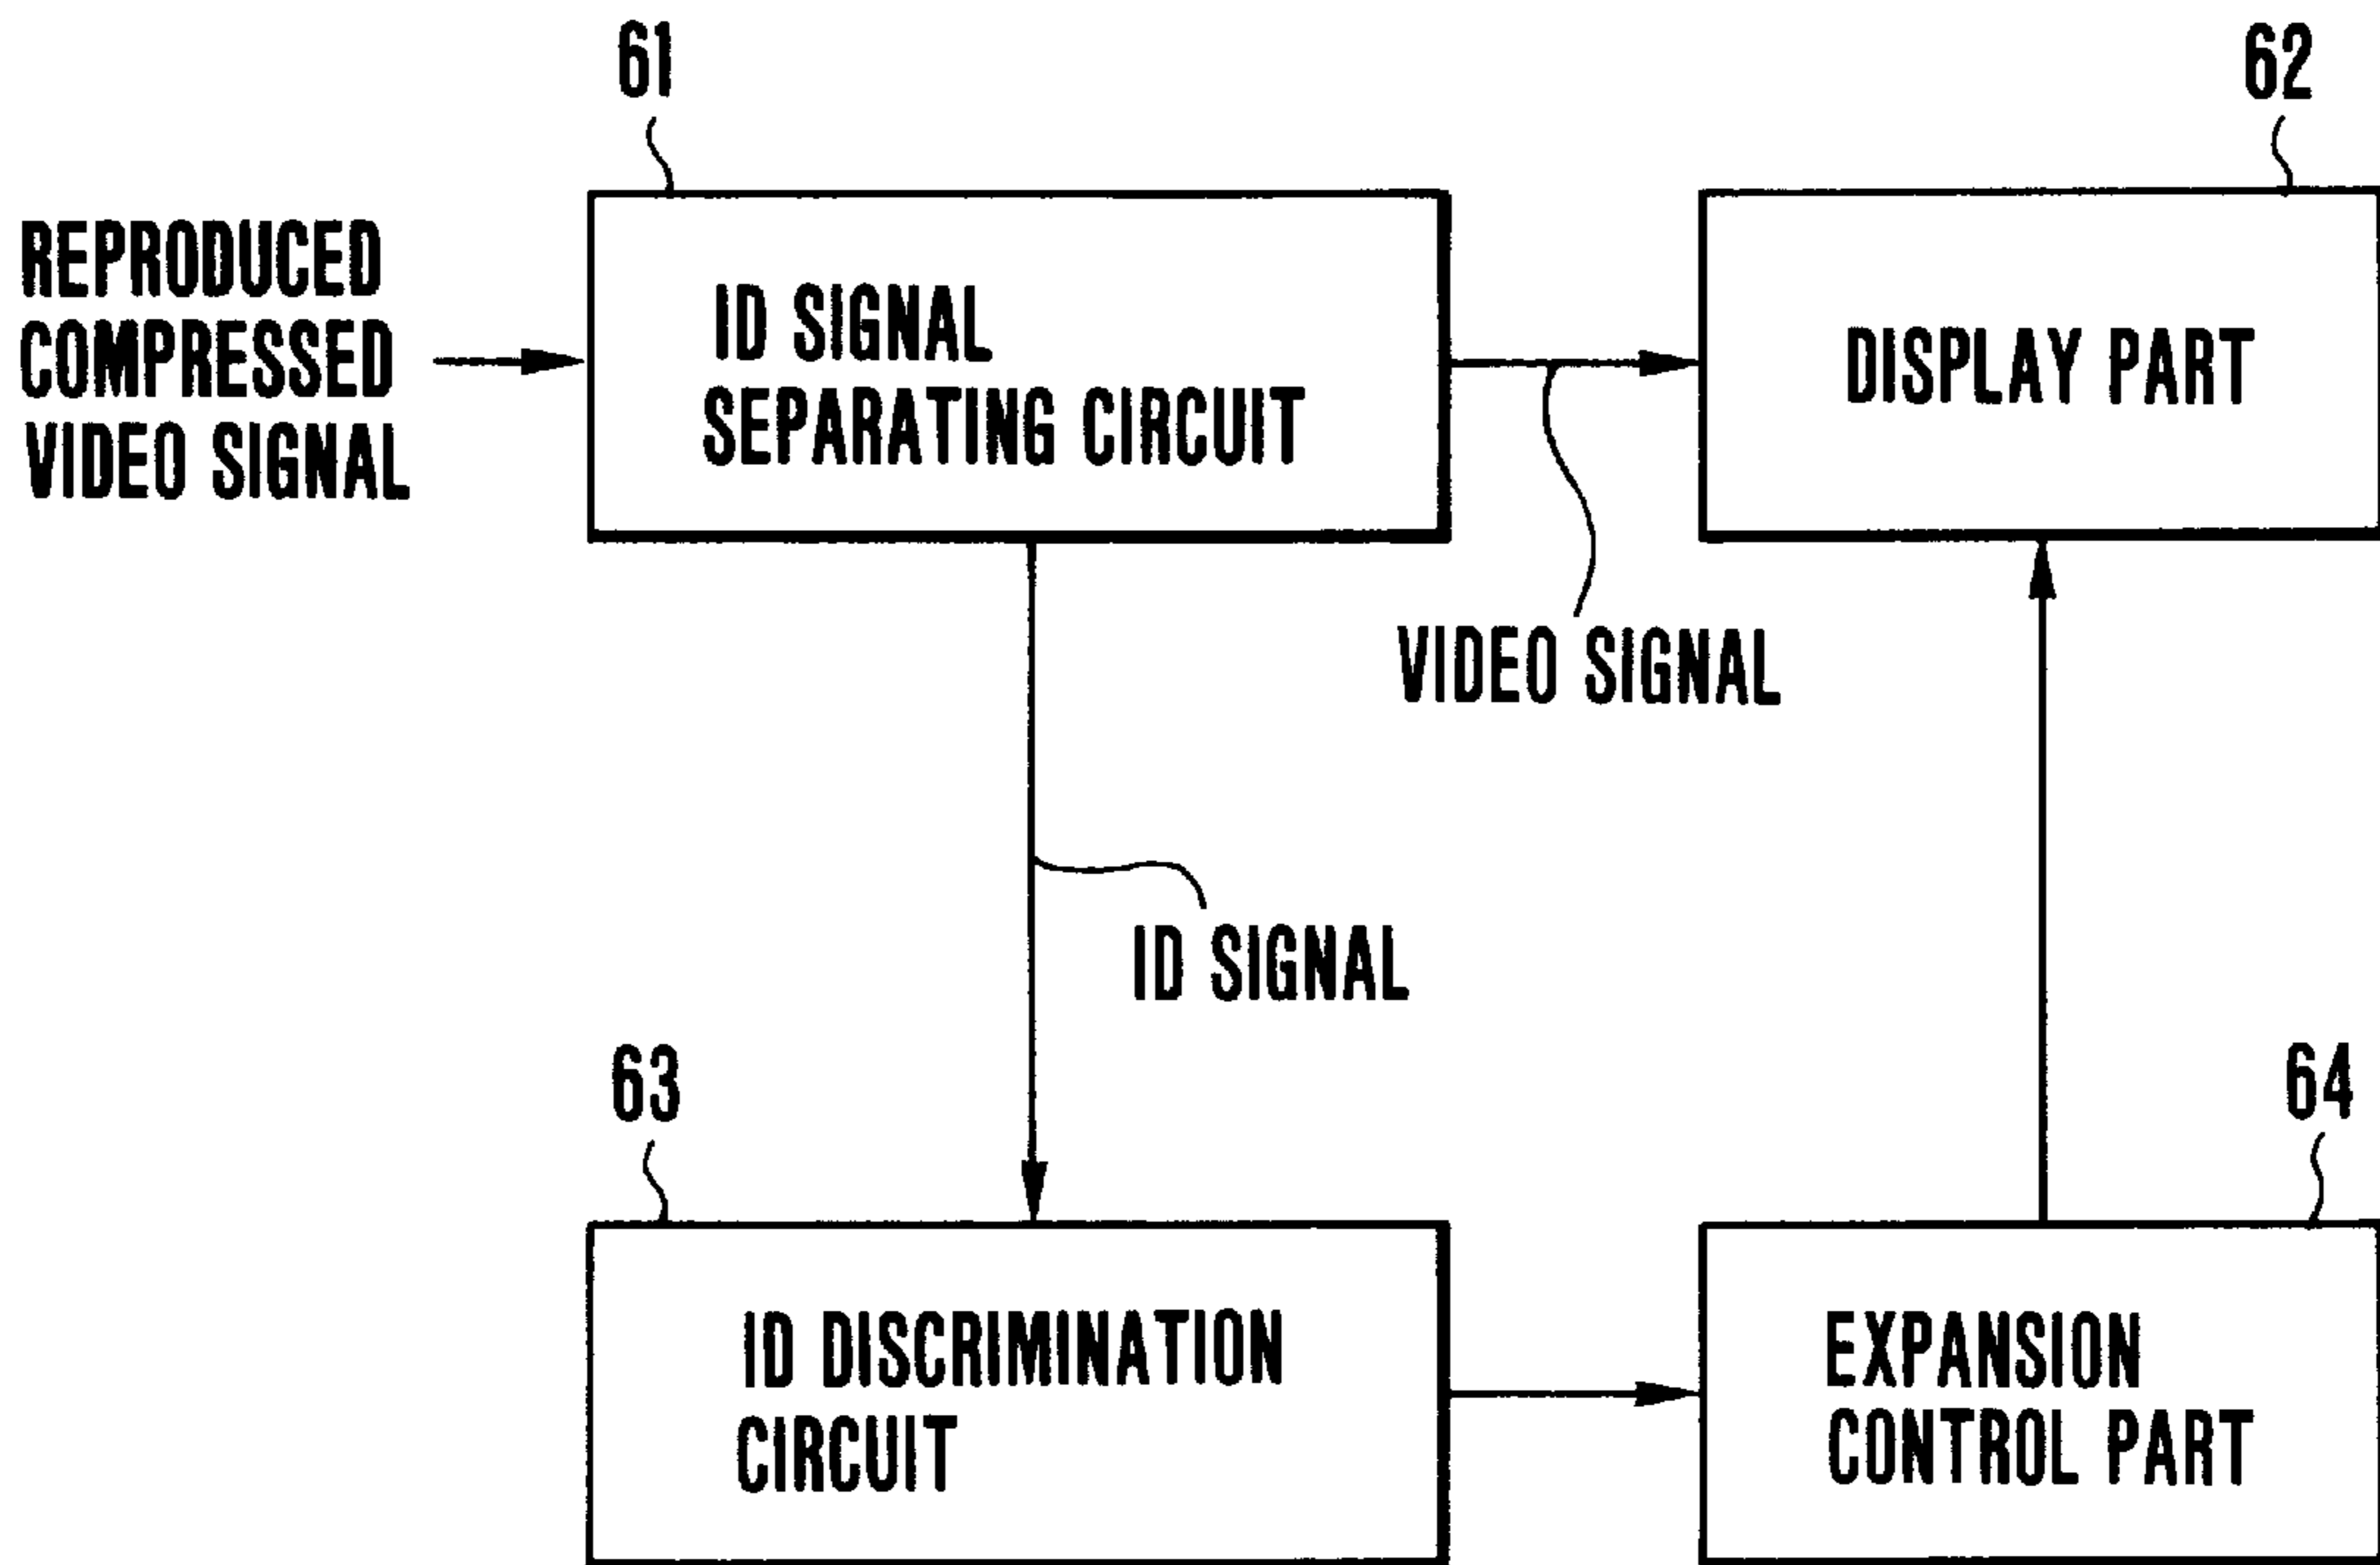 61
62
REPRODUCED
COMPRESSED
VIDEO SIGNAL
ID SIGNAL
SEPARATING CIRCUIT
DISPLAY PART
VIDEO SIGNAL
ID SIGNAL
63
64
ID DISCRIMINATION
CIRCUIT
EXPANSION
CONTROL PART